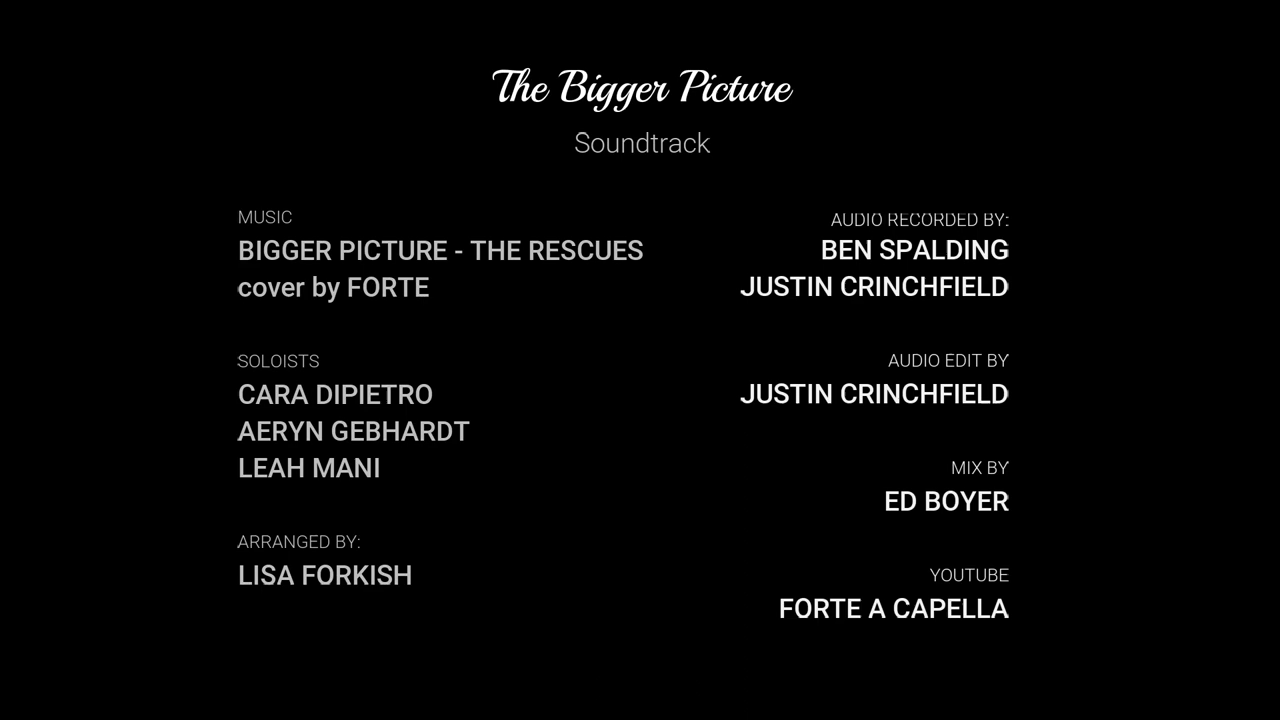 The Bigger Picture
Soundtrack
MUSIC
BIGGER PICTURE - THE RESCUES
cover by FORTE
SOLOISTS
CARA DIPIETRO
AERYN GEBHARDT
LEAH MANI
ARRANGED BY:
LISA FORKISH
AUDIO RECORDED BY:
BEN SPALDING
JUSTIN CRINCHFIELD
AUDIO EDIT BY
JUSTIN CRINCHFIELD
MIX BY
ED BOYER
YOUTUBE
FORTE A CAPELLA